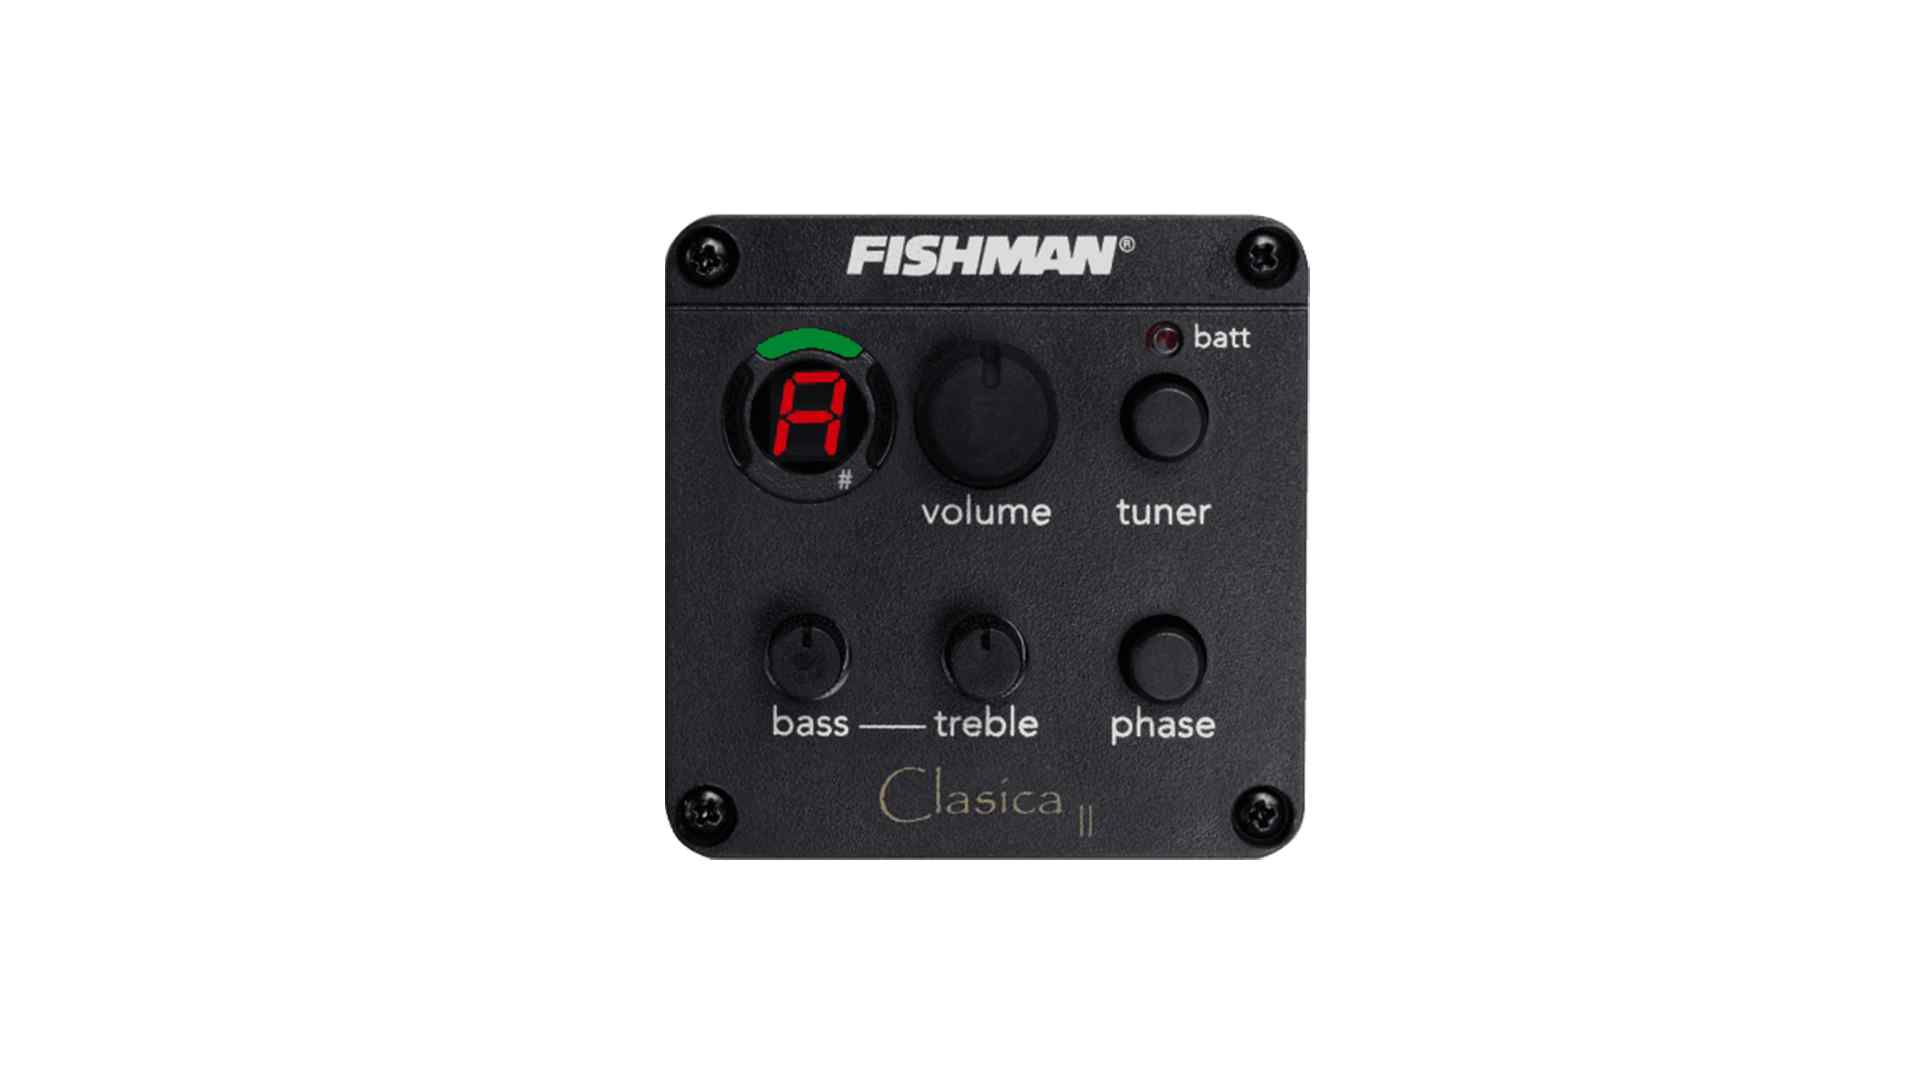 FISHMAN®
batt
A
#
volume
tuner
bass
treble
phase
Clasica II